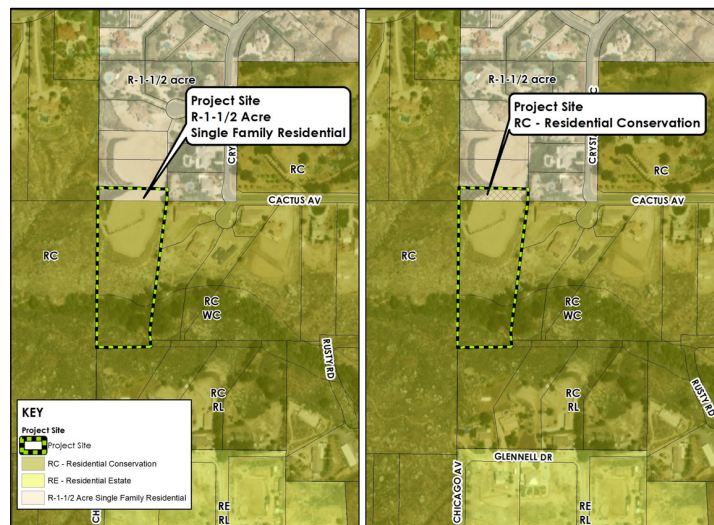 R-1-1/2 acre
Project Site
R-1-1/2 Acre
Single Family Residential
RC
CACTUS AV
RC
RC
WC
RUSTY RD
RC
RL
KEY
Project Site
Project Site
RC - Residential Conservation
RE - Residential Estate
R-1-1/2 Acre Single Family Residential
RE
RL
R-1-1/2 acre
Project Site
RC - Residential Conservation
RC
CACTUS AV
RC
RC
WC
RUSTY RD
RC
RL
GLENNELL DR
CHICAGO AV
RE
RL